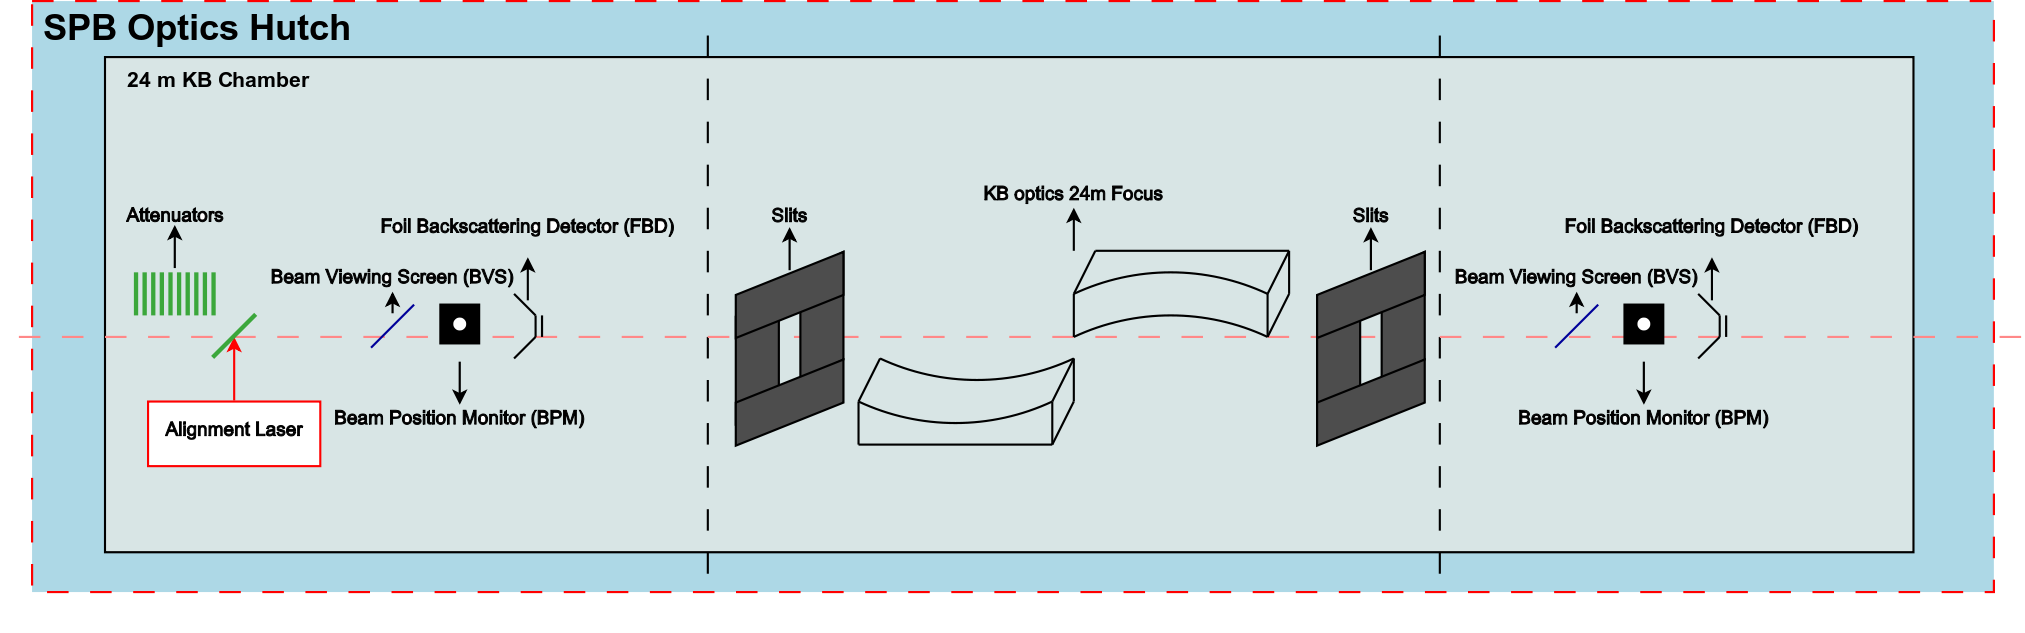 SPB Optics Hutch
24 m KB Chamber
Attenuators
Alignment Laser
Beam Viewing Screen (BVS)
Foil Backscattering Detector (FBD)
Beam Position Monitor (BPM)
Slits
KB optics 24m Focus
Slits
Beam Viewing Screen (BVS)
Foil Backscattering Detector (FBD)
Beam Position Monitor (BPM)